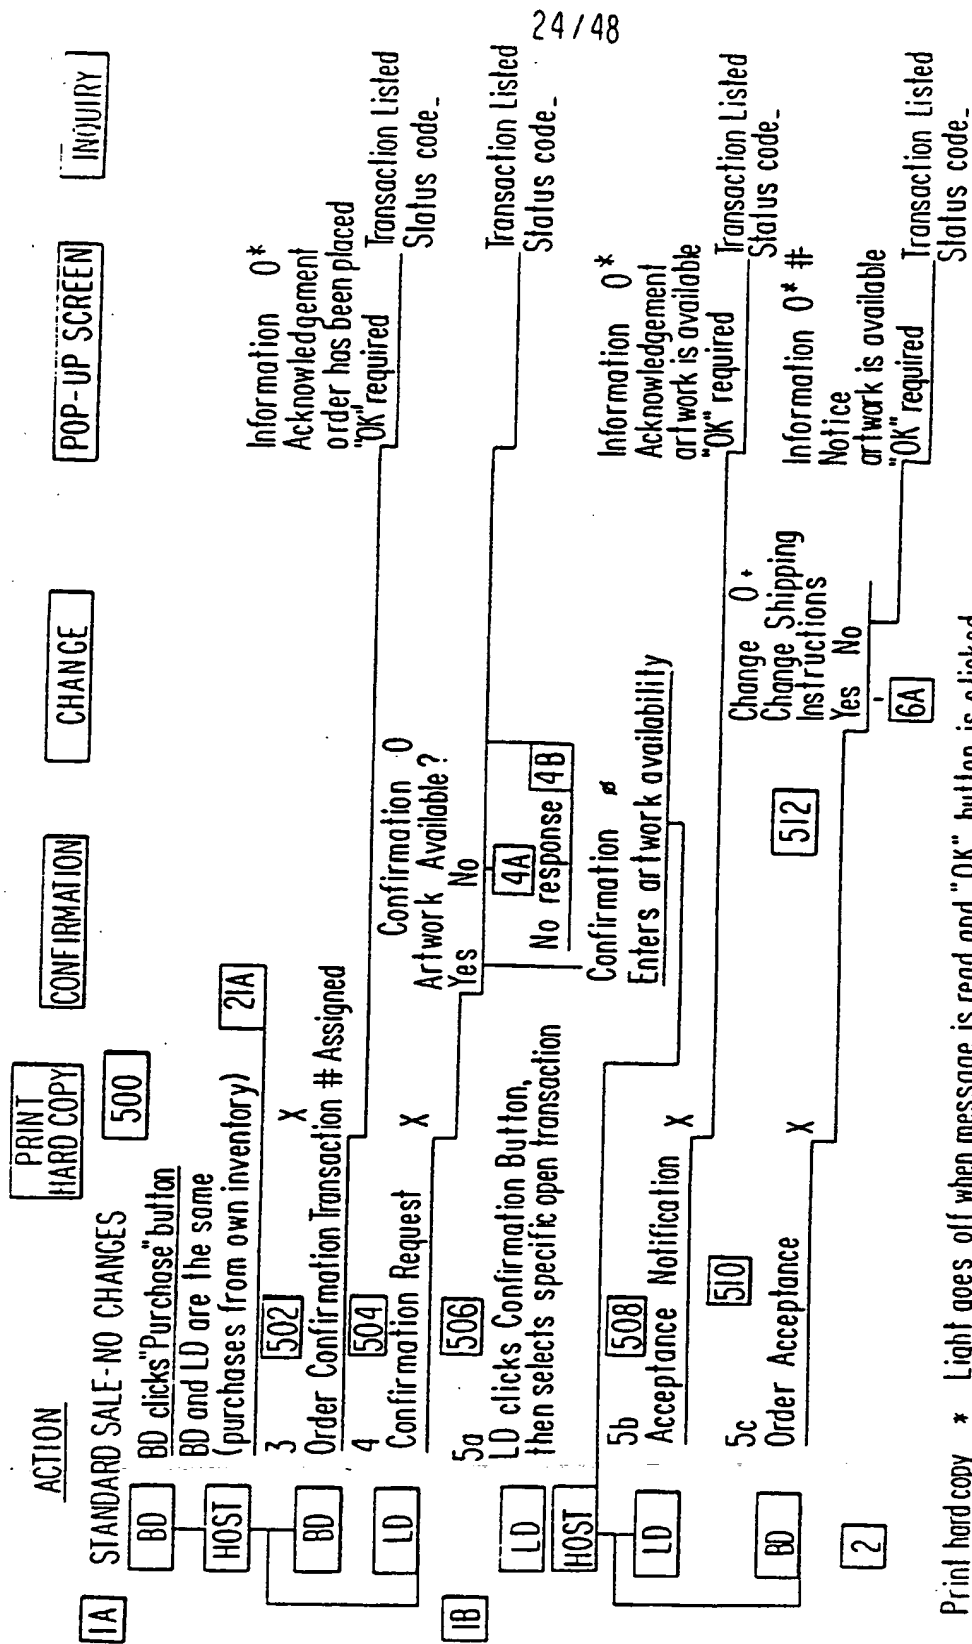 24/48
ACTION
PRINT
HARD COPY
CONFIRMATION
CHANGE
POP-UP SCREEN
INQUIRY
1A
STANDARD SALE-NO CHANGES
500
BD
BD clicks "Purchase" button
HOST
BD and LD are the same
(purchases from own inventory)
21A
3
502
X
Information O*
Acknowledgement
order has been placed
"OK" required
BD
Order Confirmation Transaction # Assigned
Transaction Listed
Status code_
4
504
LD
Confirmation Request
X
Confirmation O
Artwork Available?
Yes No
4A
No response
4B
Transaction Listed
Status code_
1B
5a
506
LD
LD clicks Confirmation Button,
then selects specific open transaction
Confirmation ø
Enters artwork availability
HOST
5b
508
LD
Acceptance Notification
X
Information O*
Acknowledgement
artwork is available
"OK" required
Transaction Listed
Status code_
5c
510
BD
Order Acceptance
X
512
Change O+
Change Shipping
Instructions
Yes No
6A
Information O* #
Notice
artwork is available
"OK" required
Transaction Listed
Status code_
2
Print hard copy * Light goes off when message is read and "OK" button is clicked